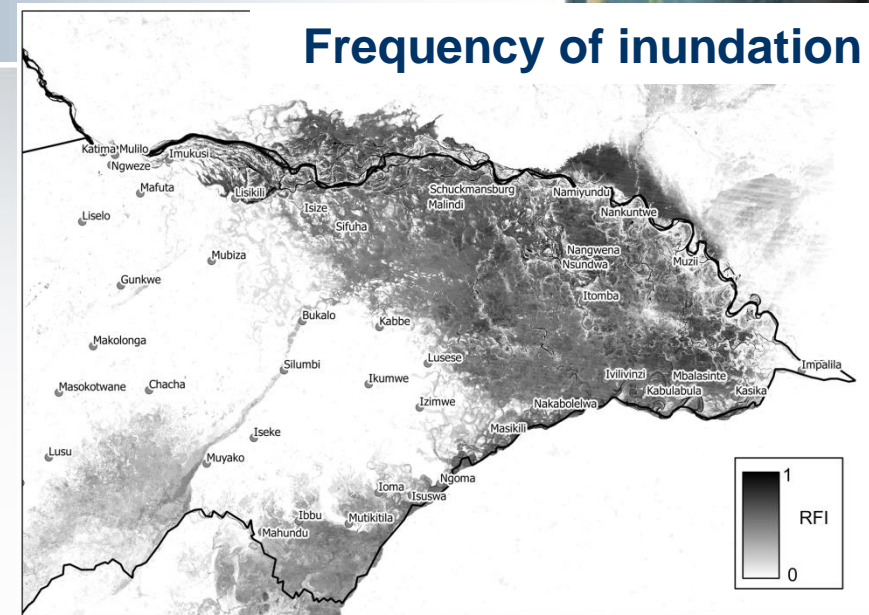 Frequency of inundation
Katima Mulilo
Imukusi
Ngweze
Mafuta
Lisikili
Schuckmansburg
Namiyundu
Liselo
Isize
Malindi
Nankuntwe
Sifuha
Mubiza
Nangwena
Nsundwa
Muzii
Gunkwe
Itomba
Bukalo
Kabbe
Makolonga
Lusese
Impalila
Silumbi
Ikumwe
Ivilivinzi
Mbalasinte
Masokotwane
Chacha
Izimwe
Nakabolelwa
Kabulabula
Kasika
Masikili
Iseke
Lusu
Muyako
Ngoma
1
Ioma
Isuswa
RFI
Ibbu
Mutikitila
Mahundu
0